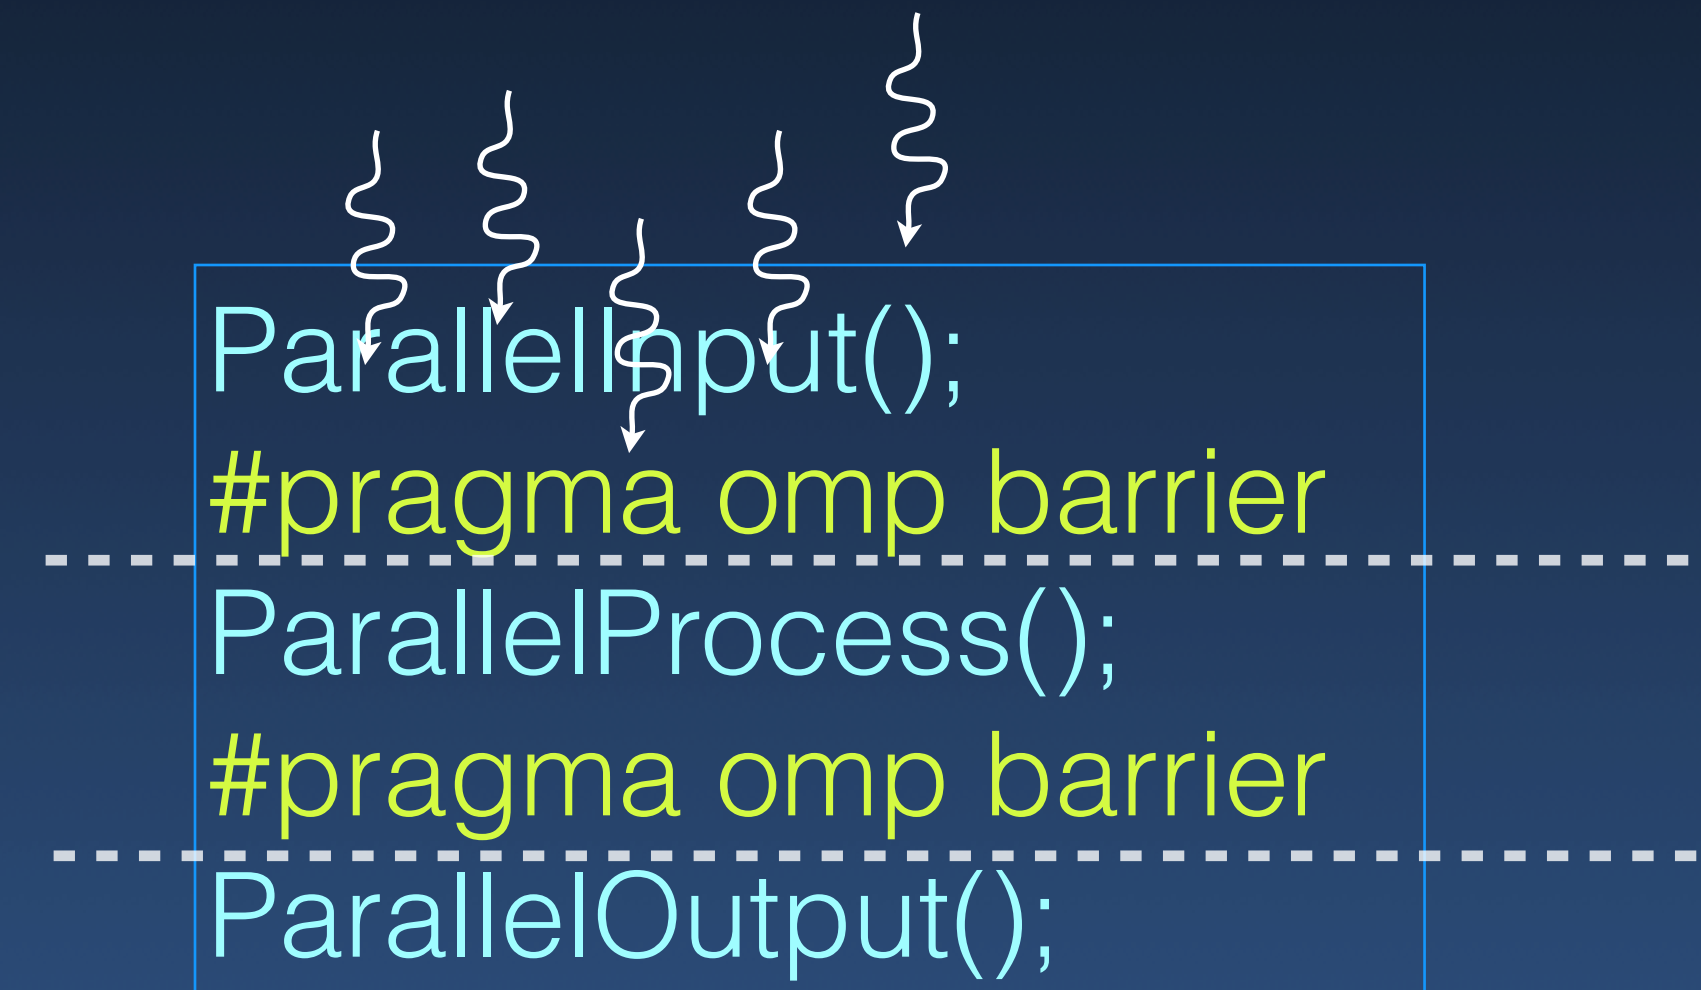 ParallelInput();
#pragma omp barrier
ParallelProcess();
#pragma omp barrier
ParallelOutput();